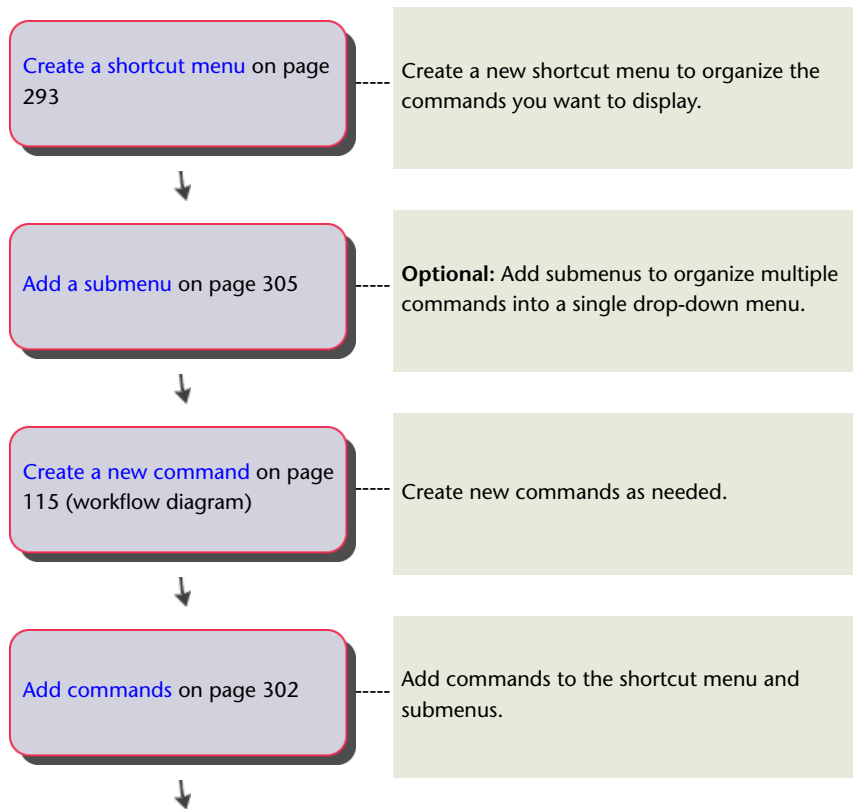 Create a shortcut menu on page
293
Create a new shortcut menu to organize the
commands you want to display.
Add a submenu on page 305
Optional: Add submenus to organize multiple
commands into a single drop-down menu.
Create a new command on page
115 (workflow diagram)
Create new commands as needed.
Add commands on page 302
Add commands to the shortcut menu and
submenus.